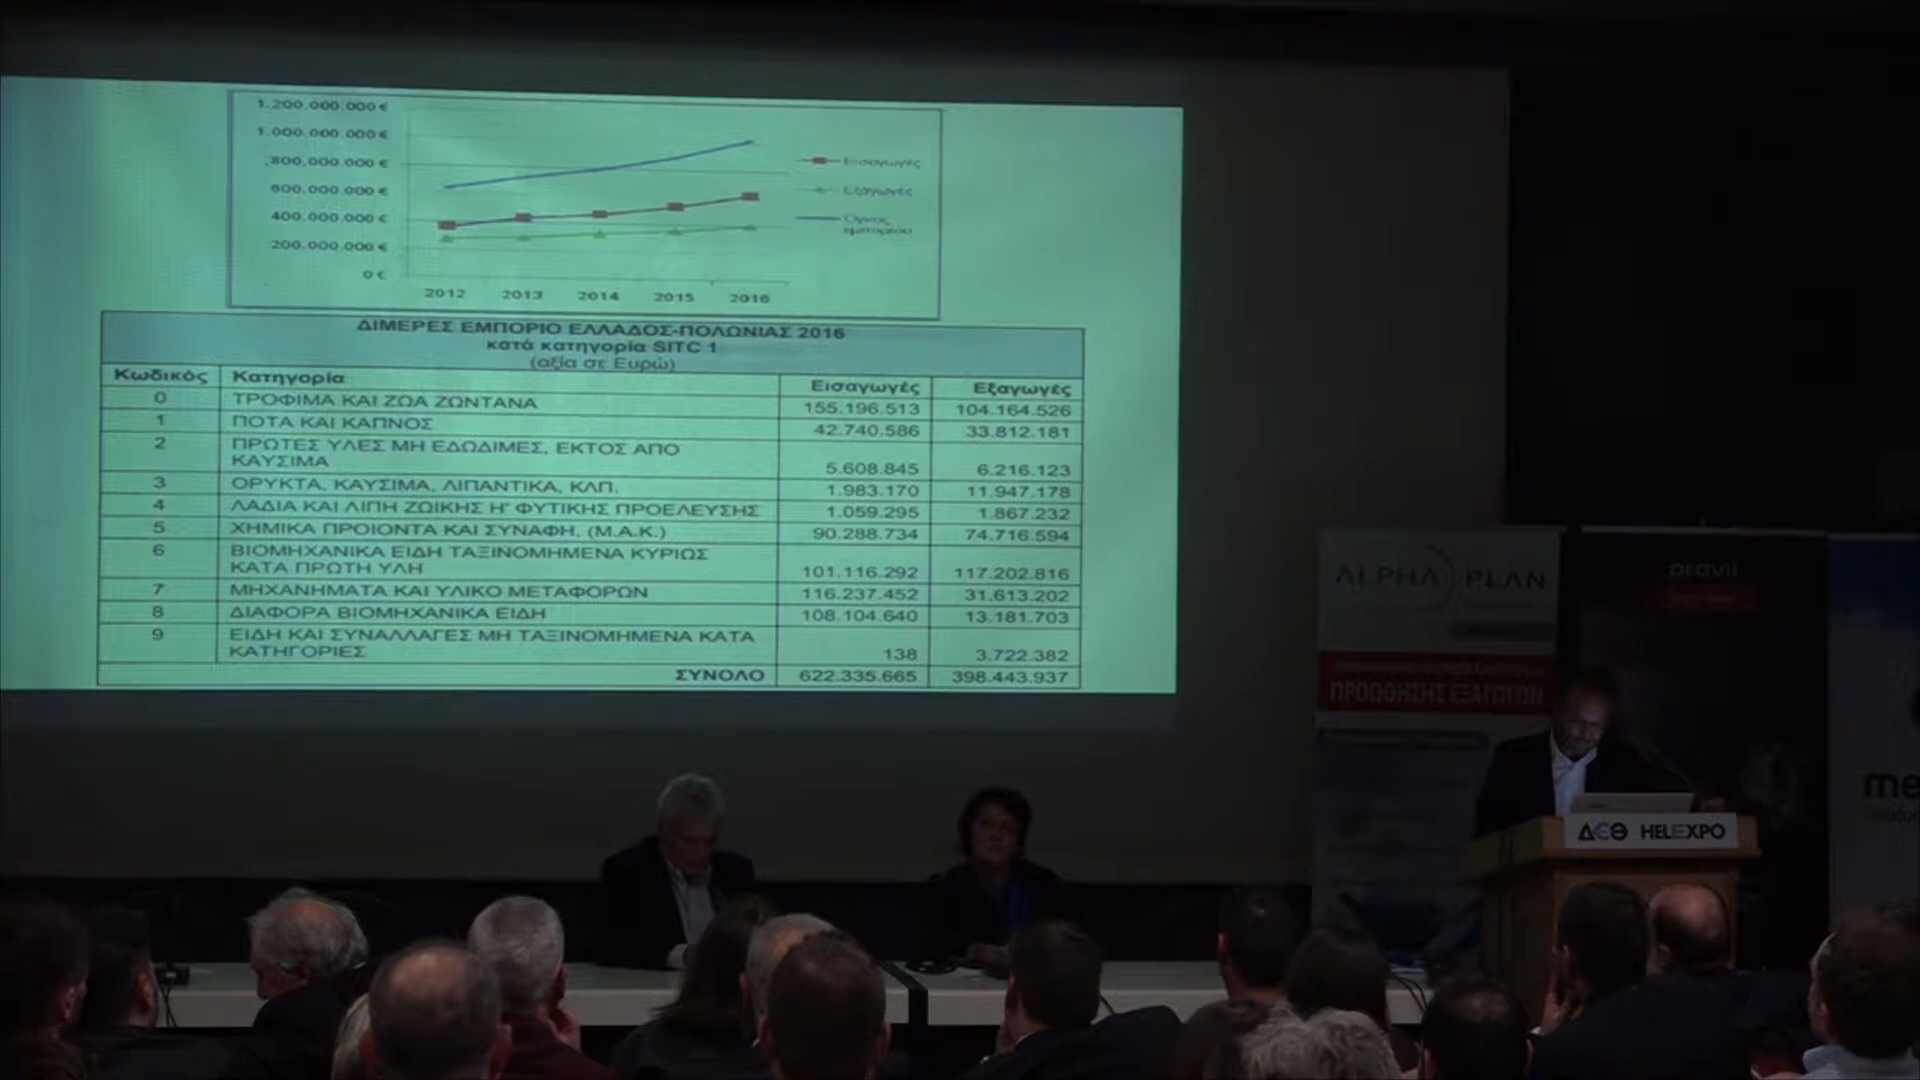 1.200.000.000 €
1.000.000.000 €
800.000.000 €
600.000.000 €
400.000.000 €
200.000.000 €
0 €
2012 2013 2014 2015 2016
Εισαγωγές
Εξαγωγές
Όγκος
εμπορίου
ΔΙΜΕΡΕΣ ΕΜΠΟΡΙΟ ΕΛΛΑΔΟΣ-ΠΟΛΩΝΙΑΣ 2016
κατά κατηγορία SITC 1
(αξία σε Ευρώ)
Κωδικός Κατηγορία Εισαγωγές Εξαγωγές
0 ΤΡΟΦΙΜΑ ΚΑΙ ΖΩΑ ΖΩΝΤΑΝΑ 155.196.513 104.164.526
1 ΠΟΤΑ ΚΑΙ ΚΑΠΝΟΣ 42.740.586 33.812.181
2 ΠΡΩΤΕΣ ΥΛΕΣ ΜΗ ΕΔΩΔΙΜΕΣ, ΕΚΤΟΣ ΑΠΟ
ΚΑΥΣΙΜΑ 5.608.845 6.216.123
3 ΟΡΥΚΤΑ, ΚΑΥΣΙΜΑ, ΛΙΠΑΝΤΙΚΑ, ΚΛΠ. 1.983.170 11.947.178
4 ΛΑΔΙΑ ΚΑΙ ΛΙΠΗ ΖΩΙΚΗΣ Η' ΦΥΤΙΚΗΣ ΠΡΟΕΛΕΥΣΗΣ 1.059.295 1.867.232
5 ΧΗΜΙΚΑ ΠΡΟΙΟΝΤΑ ΚΑΙ ΣΥΝΑΦΗ, (Μ.Α.Κ.) 90.288.734 74.716.594
6 ΒΙΟΜΗΧΑΝΙΚΑ ΕΙΔΗ ΤΑΞΙΝΟΜΗΜΕΝΑ ΚΥΡΙΩΣ
ΚΑΤΑ ΠΡΩΤΗ ΥΛΗ 101.116.292 117.202.816
7 ΜΗΧΑΝΗΜΑΤΑ ΚΑΙ ΥΛΙΚΟ ΜΕΤΑΦΟΡΩΝ 116.237.452 31.613.202
8 ΔΙΑΦΟΡΑ ΒΙΟΜΗΧΑΝΙΚΑ ΕΙΔΗ 108.104.640 13.181.703
9 ΕΙΔΗ ΚΑΙ ΣΥΝΑΛΛΑΓΕΣ ΜΗ ΤΑΞΙΝΟΜΗΜΕΝΑ ΚΑΤΑ
ΚΑΤΗΓΟΡΙΕΣ 138 3.722.382
ΣΥΝΟΛΟ 622.335.665 398.443.937
ALPHA PLAN
ΠΡΟΩΘΗΣΗΣ ΕΞΑΓΩΓΩΝ
pravil
me
ΔΕΘ HELEXPO